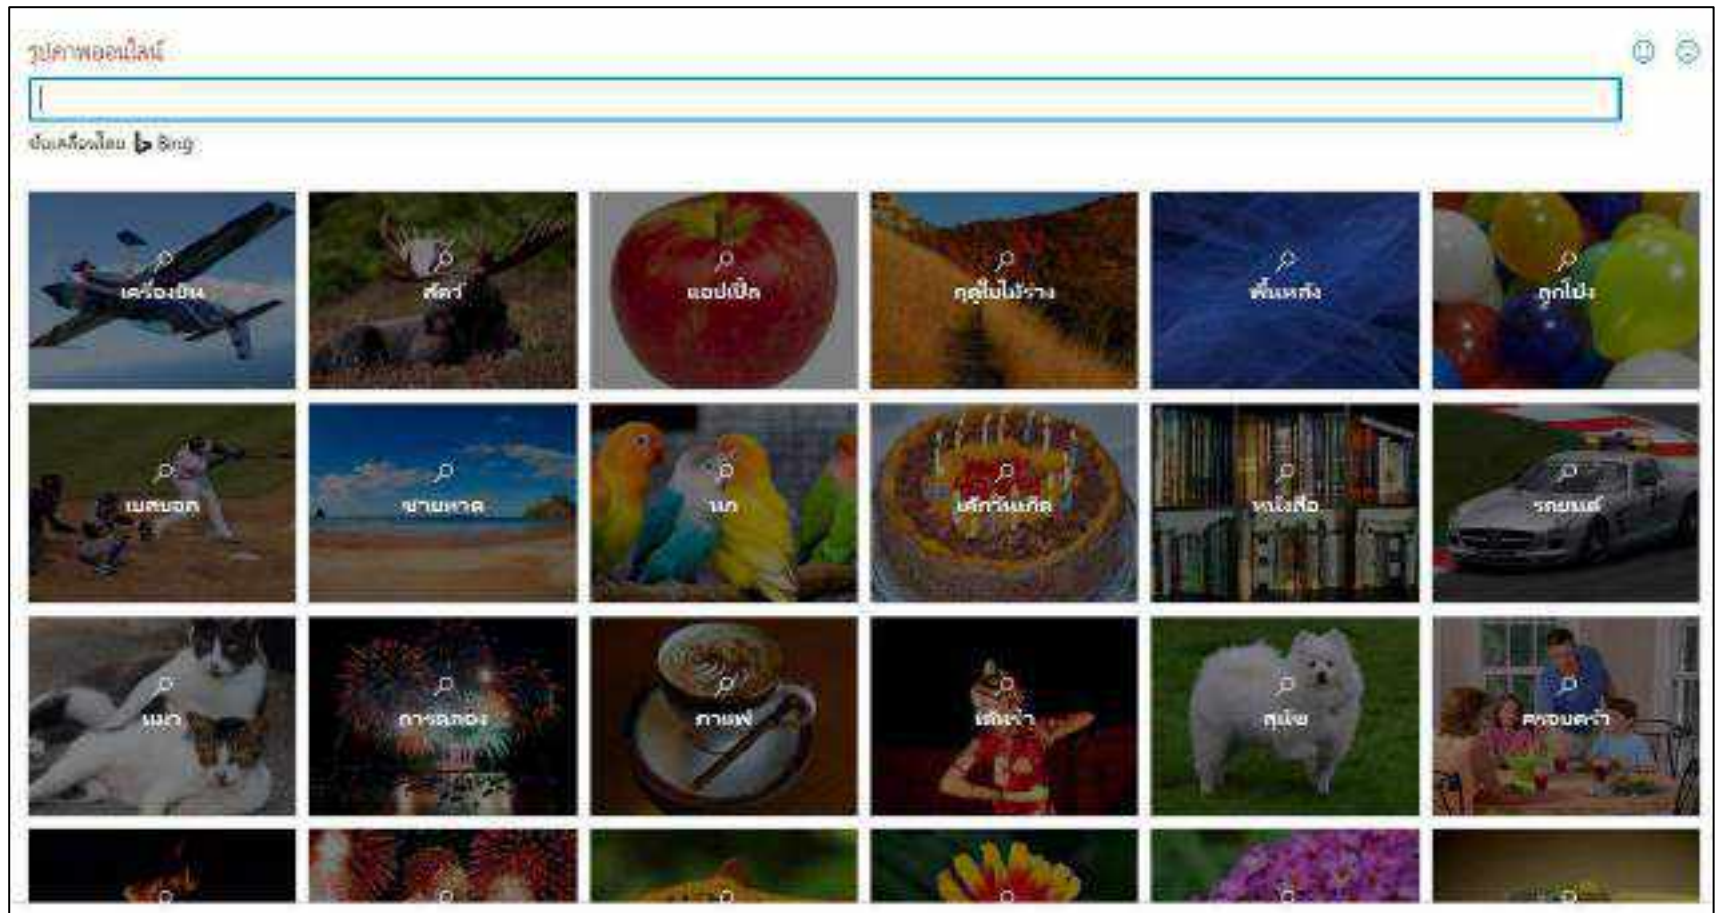 รูปภาพออนไลน์
ขับเคลื่อนโดย Bing
เครื่องบิน
สัตว์
แอปเปิ้ล
ฤดูใบไม้ร่วง
พื้นหลัง
ลูกโป่ง
เบสบอล
ชายหาด
นก
เค้กวันเกิด
หนังสือ
รถยนต์
แมว
การฉลอง
กาแฟ
เต้นรำ
สุนัข
ครอบครัว